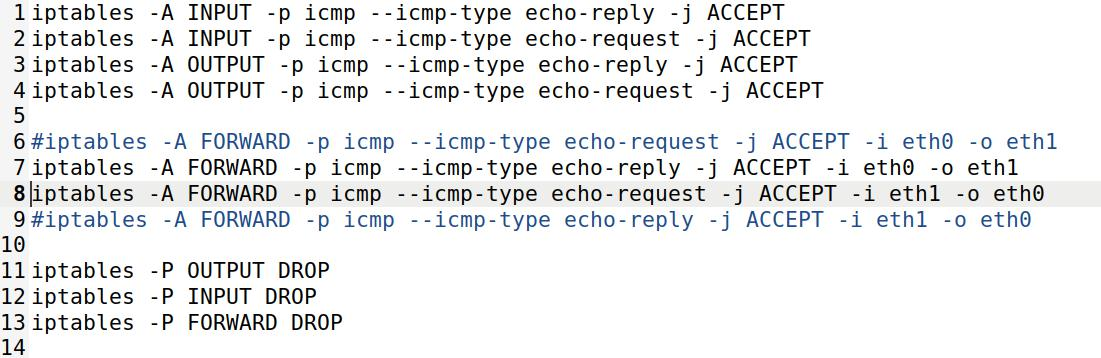 1 iptables -A INPUT -p icmp --icmp-type echo-reply -j ACCEPT
2 iptables -A INPUT -p icmp --icmp-type echo-request -j ACCEPT
3 iptables -A OUTPUT -p icmp --icmp-type echo-reply -j ACCEPT
4 iptables -A OUTPUT -p icmp --icmp-type echo-request -j ACCEPT
5
6 #iptables -A FORWARD -p icmp --icmp-type echo-request -j ACCEPT -i eth0 -o eth1
7 iptables -A FORWARD -p icmp --icmp-type echo-reply -j ACCEPT -i eth0 -o eth1
8 iptables -A FORWARD -p icmp --icmp-type echo-request -j ACCEPT -i eth1 -o eth0
9 #iptables -A FORWARD -p icmp --icmp-type echo-reply -j ACCEPT -i eth1 -o eth0
10
11 iptables -P OUTPUT DROP
12 iptables -P INPUT DROP
13 iptables -P FORWARD DROP
14